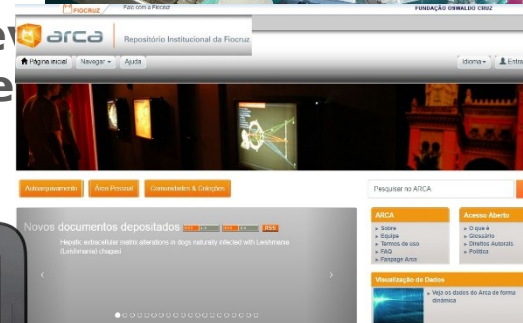 FIOCRUZ Fale com a Fiocruz FUNDAÇÃO OSWALDO CRUZ
arca Repositório Institucional da Fiocruz
Página inicial Navegar Ajuda Idioma Entrar
Autoarquivamento Área Pessoal Comunidades & Coleções Pesquisar no ARCA
Novos documentos depositados RSS
Hepatic extracellular matrix alterations in dogs naturally infected with Leishmania
(Leishmania) chagasi
ARCA
» Sobre
» Equipe
» Termos de uso
» FAQ
» Fanpage Arca
Acesso Aberto
» O que é
» Glossário
» Direitos Autorais
» Política
Visualização de Dados
» Veja os dados do Arca de forma
dinâmica